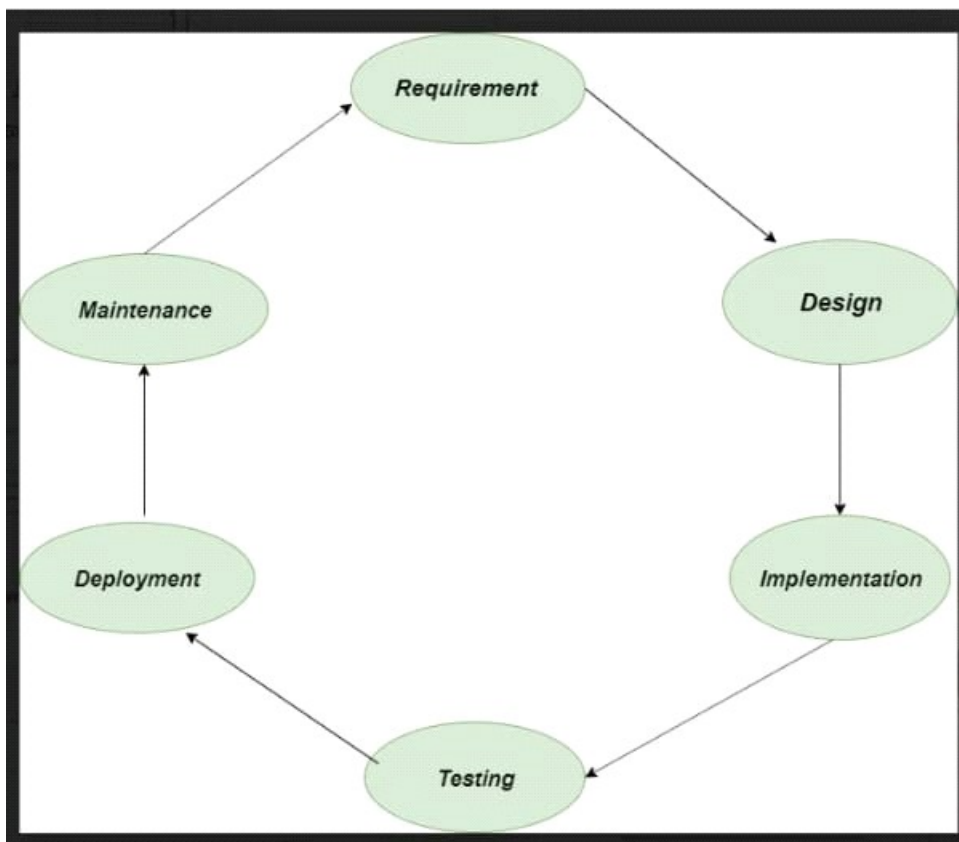 Requirement
Design
Implementation
Testing
Deployment
Maintenance